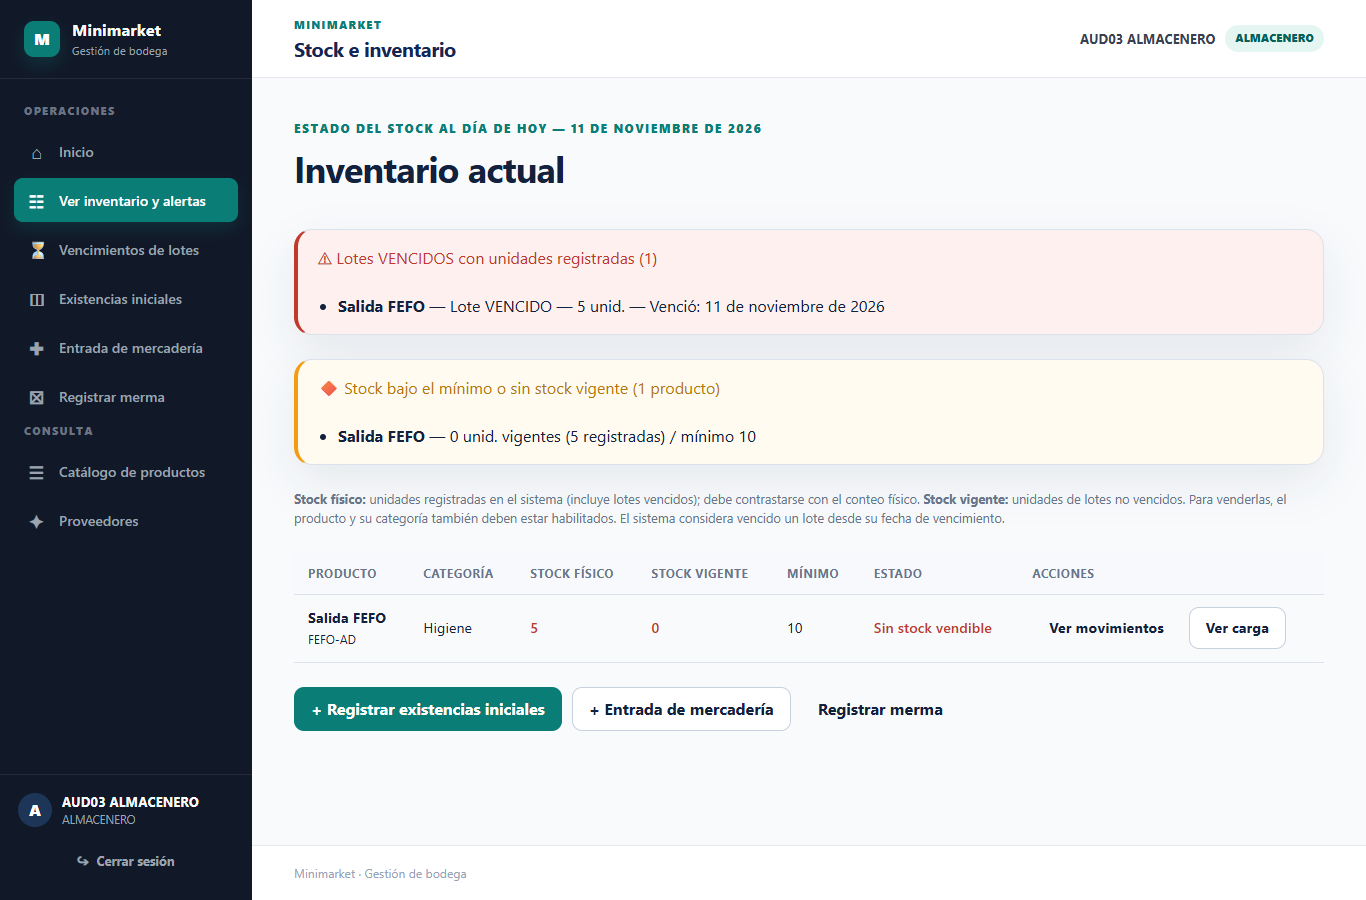 M
Minimarket
Gestión de bodega
OPERACIONES
Inicio
Ver inventario y alertas
Vencimientos de lotes
Existencias iniciales
Entrada de mercadería
Registrar merma
CONSULTA
Catálogo de productos
Proveedores
A
AUD03 ALMACENERO
ALMACENERO
Cerrar sesión
MINIMARKET
Stock e inventario
AUD03 ALMACENERO ALMACENERO
ESTADO DEL STOCK AL DÍA DE HOY — 11 DE NOVIEMBRE DE 2026
Inventario actual
⚠ Lotes VENCIDOS con unidades registradas (1)
• Salida FEFO — Lote VENCIDO — 5 unid. — Venció: 11 de noviembre de 2026
Stock bajo el mínimo o sin stock vigente (1 producto)
• Salida FEFO — 0 unid. vigentes (5 registradas) / mínimo 10
Stock físico: unidades registradas en el sistema (incluye lotes vencidos); debe contrastarse con el conteo físico. Stock vigente: unidades de lotes no vencidos. Para venderlas, el
producto y su categoría también deben estar habilitados. El sistema considera vencido un lote desde su fecha de vencimiento.
PRODUCTO CATEGORÍA STOCK FÍSICO STOCK VIGENTE MÍNIMO ESTADO ACCIONES
Salida FEFO Higiene 5 0 10 Sin stock vendible Ver movimientos Ver carga
FEFO-AD
+ Registrar existencias iniciales + Entrada de mercadería Registrar merma
Minimarket · Gestión de bodega